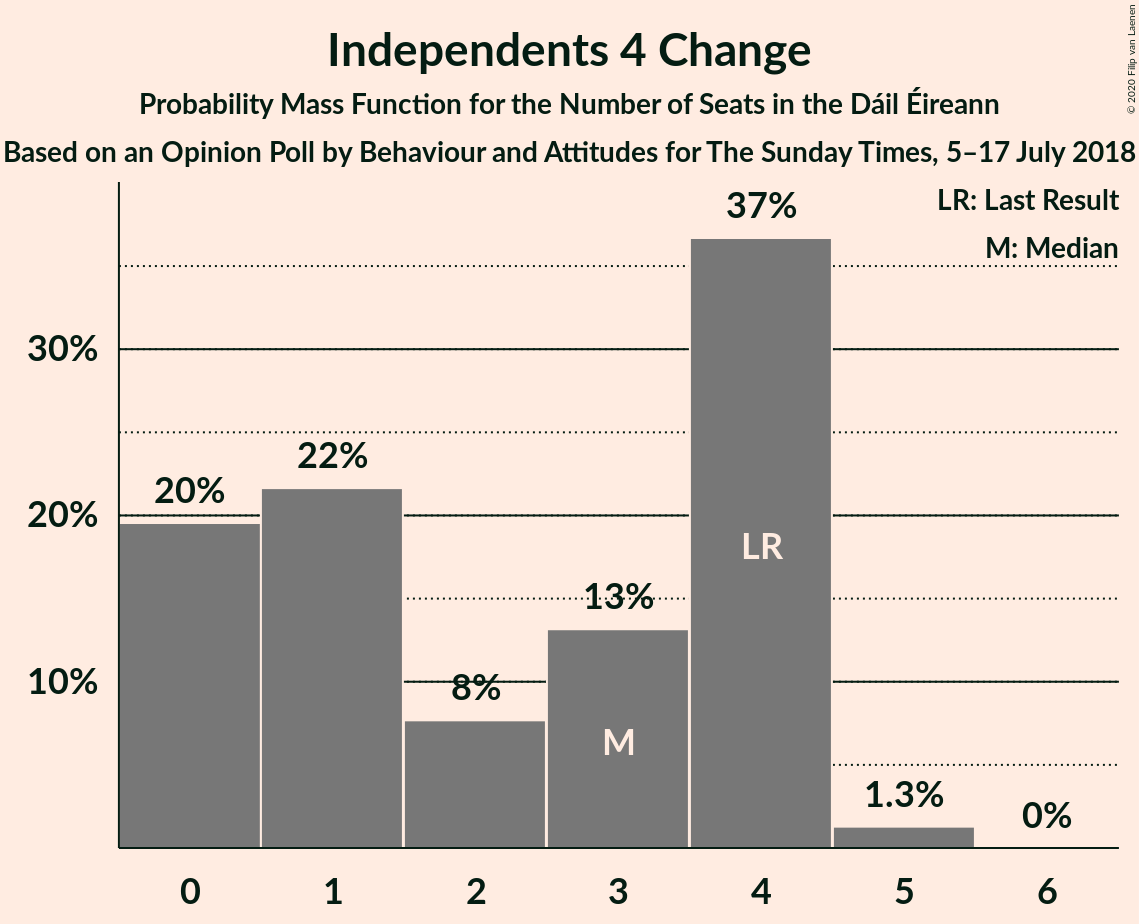 Independents 4 Change
Probability Mass Function for the Number of Seats in the Dáil Éireann
Based on an Opinion Poll by Behaviour and Attitudes for The Sunday Times, 5–17 July 2018
© 2020 Filip van Laenen
LR: Last Result
M: Median
37%
30%
22%
20%
20%
LR
13%
10%
8%
M
1.3%
0%
0 1 2 3 4 5 6